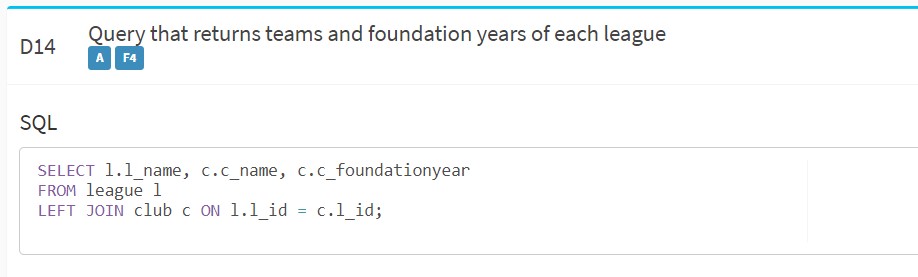 D14
Query that returns teams and foundation years of each league
A F4
SQL
SELECT l.l_name, c.c_name, c.c_foundationyear
FROM league l
LEFT JOIN club c ON l.l_id = c.l_id;